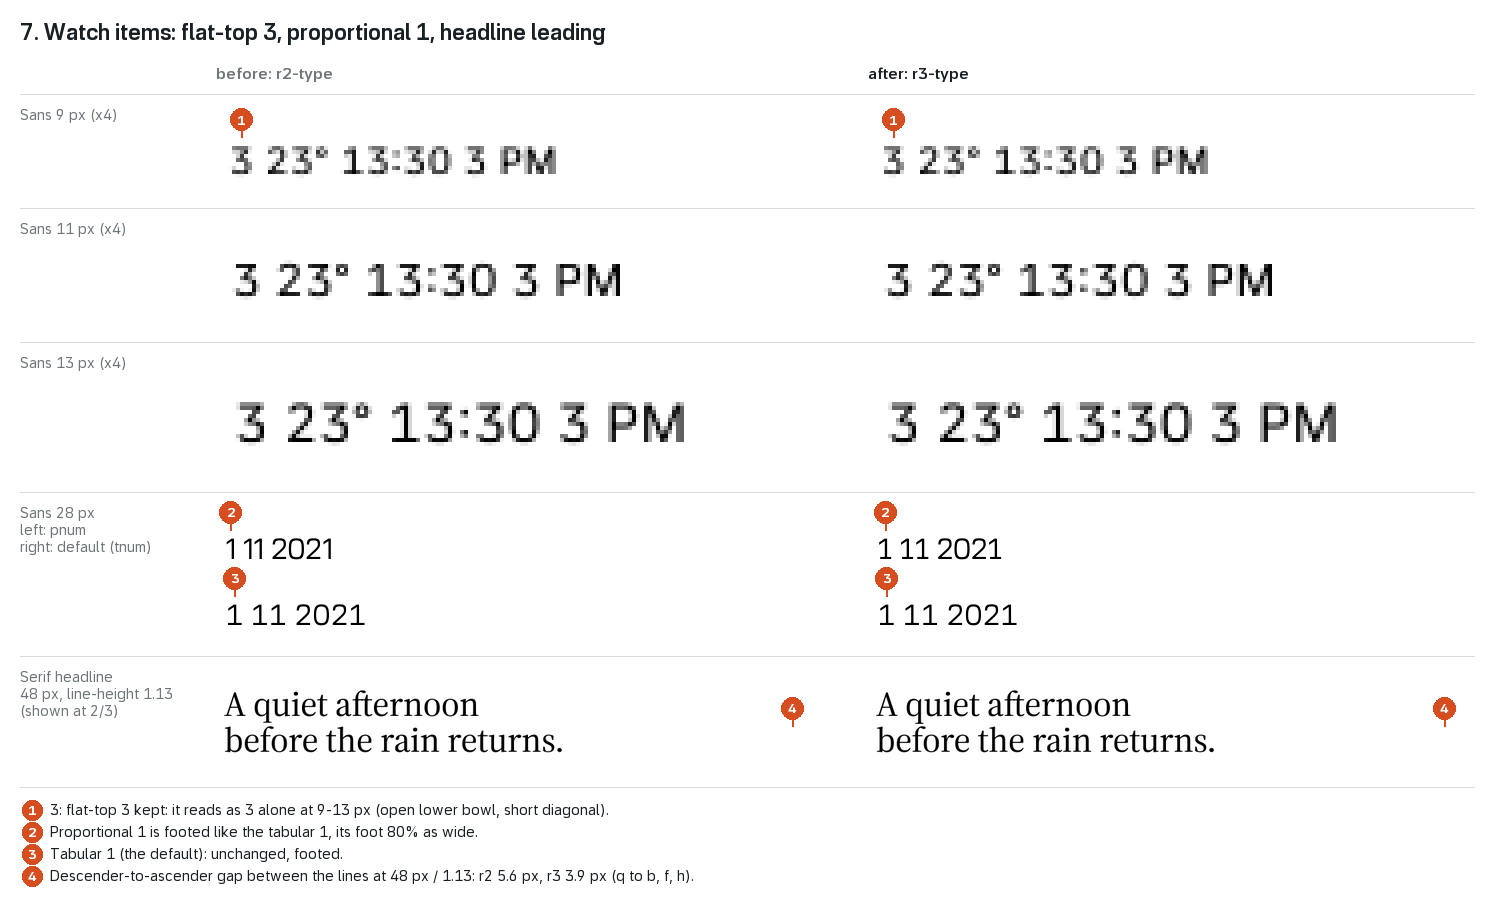 7. Watch items: flat-top 3, proportional 1, headline leading
before: r2-type
after: r3-type
Sans 9 px (x4)
1
1
3 23° 13:30 3 PM
3 23° 13:30 3 PM
Sans 11 px (x4)
3 23° 13:30 3 PM
3 23° 13:30 3 PM
Sans 13 px (x4)
3 23° 13:30 3 PM
3 23° 13:30 3 PM
Sans 28 px
left: pnum
right: default (tnum)
2
2
1 11 2021
1 11 2021
3
3
1 11 2021
1 11 2021
Serif headline
48 px, line-height 1.13
(shown at 2/3)
A quiet afternoon
before the rain returns.
4
A quiet afternoon
before the rain returns.
4
1 3: flat-top 3 kept: it reads as 3 alone at 9-13 px (open lower bowl, short diagonal).
2 Proportional 1 is footed like the tabular 1, its foot 80% as wide.
3 Tabular 1 (the default): unchanged, footed.
4 Descender-to-ascender gap between the lines at 48 px / 1.13: r2 5.6 px, r3 3.9 px (q to b, f, h).